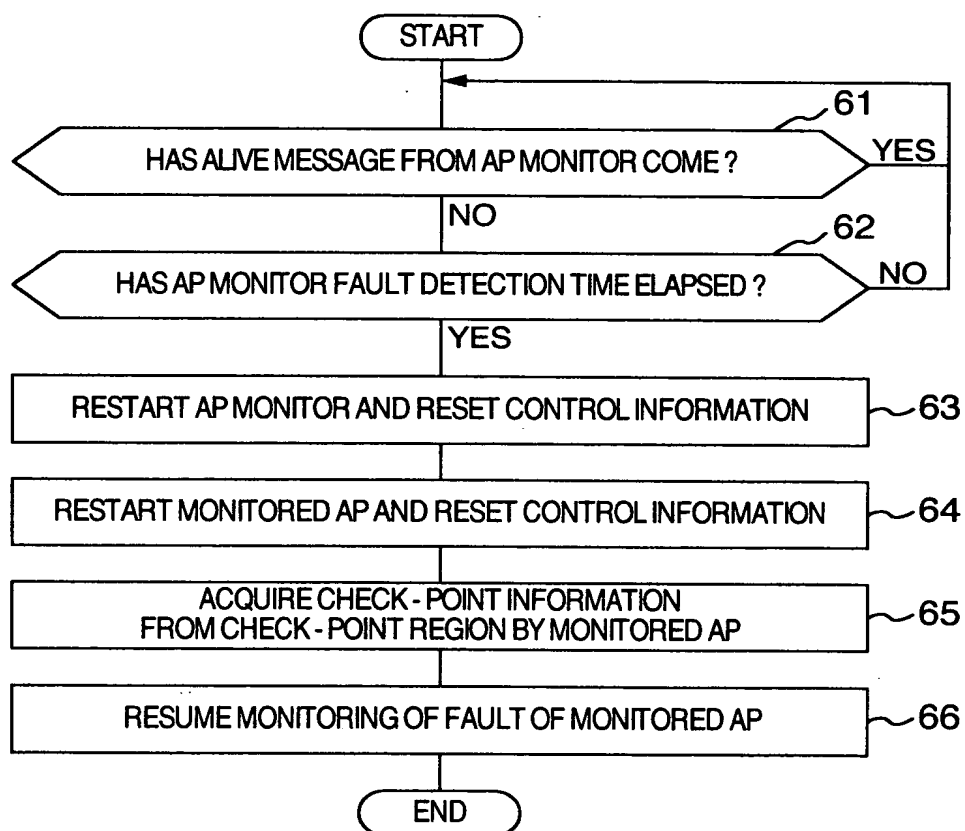 START
61
HAS ALIVE MESSAGE FROM AP MONITOR COME ?
YES
NO
62
HAS AP MONITOR FAULT DETECTION TIME ELAPSED ?
NO
YES
RESTART AP MONITOR AND RESET CONTROL INFORMATION
63
RESTART MONITORED AP AND RESET CONTROL INFORMATION
64
ACQUIRE CHECK - POINT INFORMATION
FROM CHECK - POINT REGION BY MONITORED AP
65
RESUME MONITORING OF FAULT OF MONITORED AP
66
END